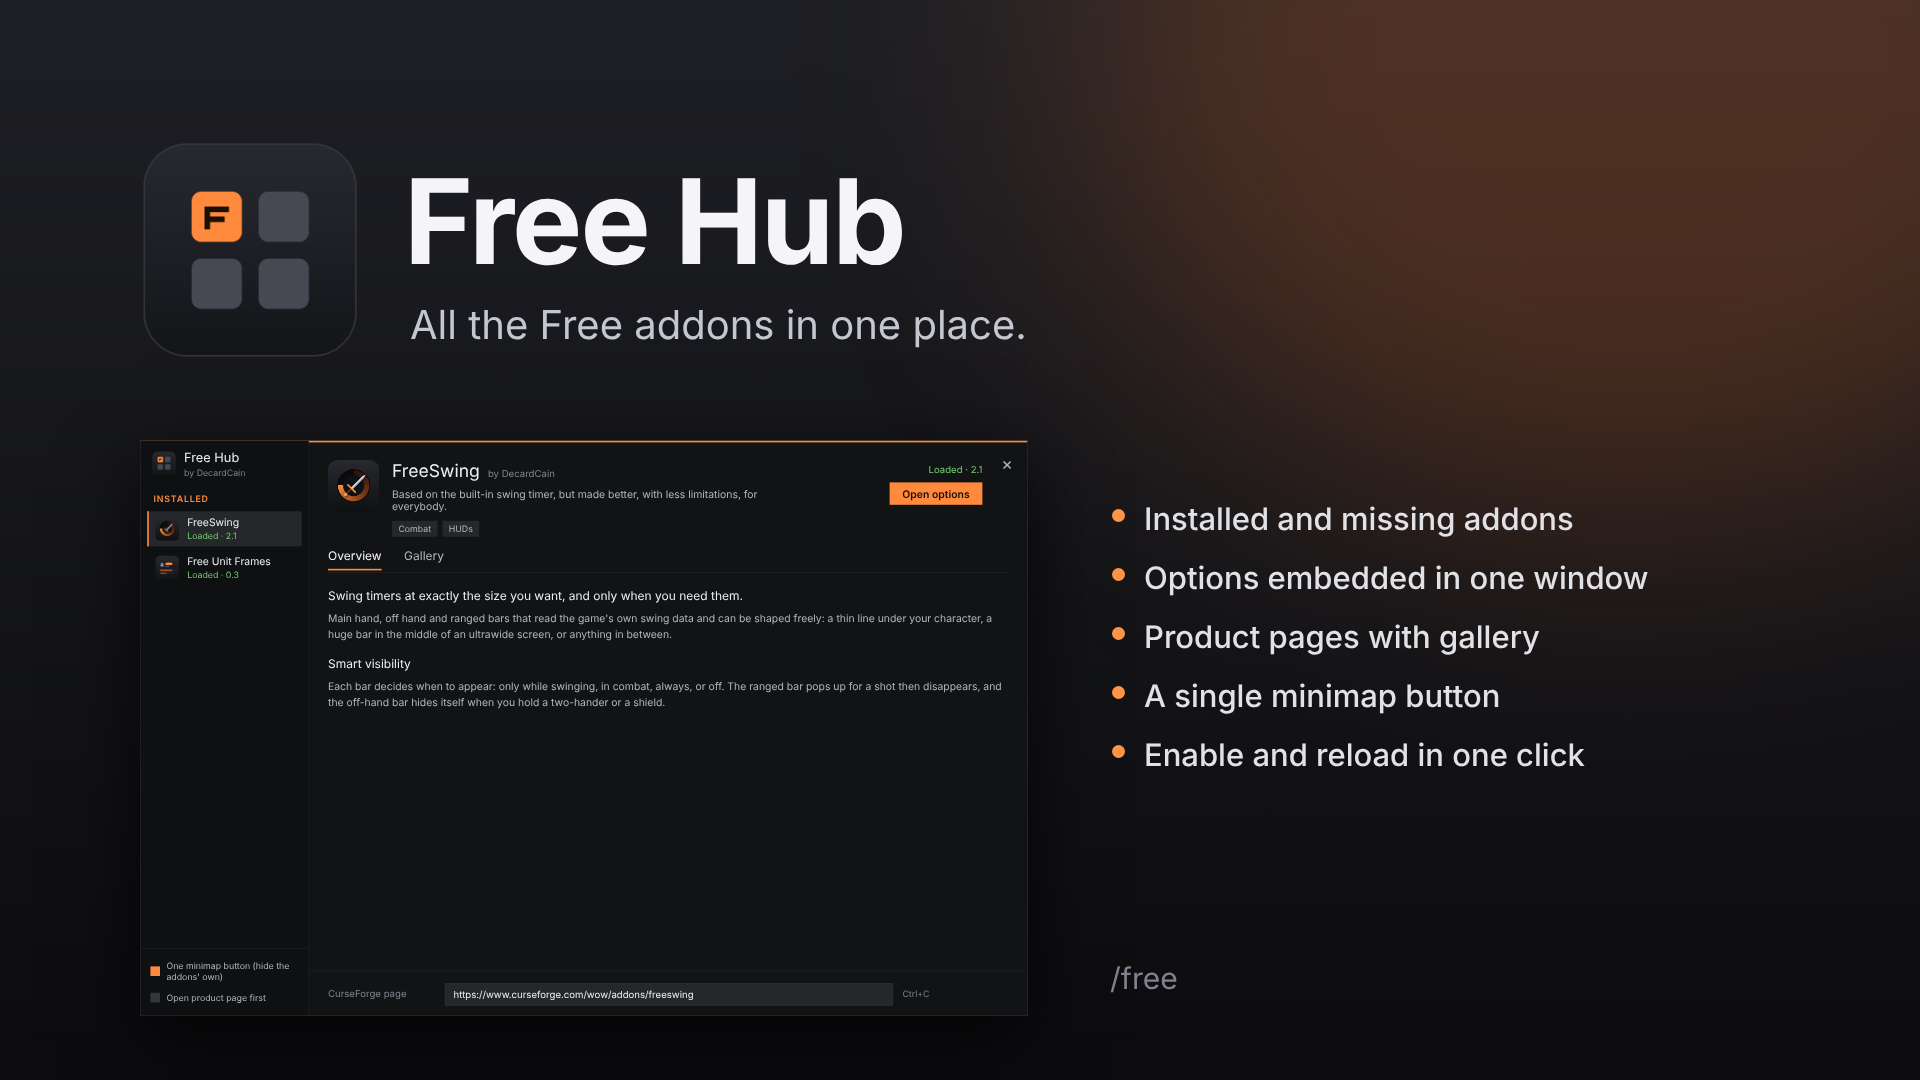 F
Free Hub
All the Free addons in one place.
Free Hub
by DecardCain
INSTALLED
FreeSwing
Loaded · 2.1
Free Unit Frames
Loaded · 0.3
One minimap button (hide the
addons' own)
Open product page first
FreeSwing by DecardCain
Based on the built-in swing timer, but made better, with less limitations, for
everybody.
Combat HUDs
Loaded · 2.1
Open options
Overview Gallery
Swing timers at exactly the size you want, and only when you need them.
Main hand, off hand and ranged bars that read the game's own swing data and can be shaped freely: a thin line under your character, a
huge bar in the middle of an ultrawide screen, or anything in between.
Smart visibility
Each bar decides when to appear: only while swinging, in combat, always, or off. The ranged bar pops up for a shot then disappears, and
the off-hand bar hides itself when you hold a two-hander or a shield.
CurseForge page https://www.curseforge.com/wow/addons/freeswing Ctrl+C
Installed and missing addons
Options embedded in one window
Product pages with gallery
A single minimap button
Enable and reload in one click
/free